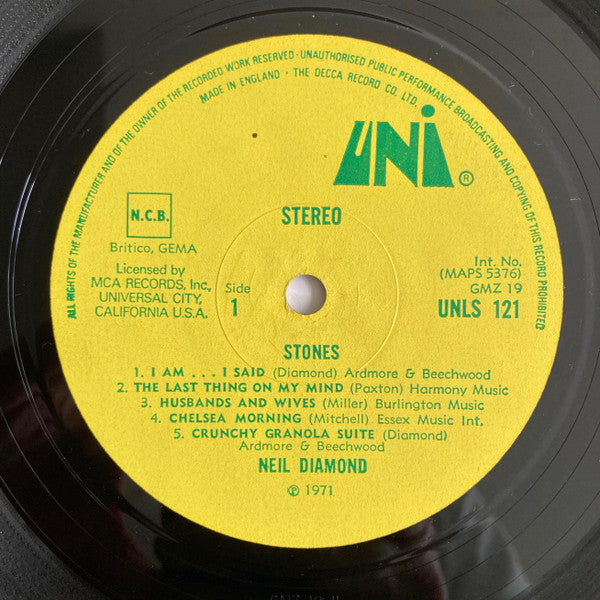 ALL RIGHTS OF THE MANUFACTURER AND OF THE OWNER OF THE RECORDED WORK RESERVED · UNAUTHORISED PUBLIC PERFORMANCE BROADCASTING AND COPYING OF THIS RECORD PROHIBITED
MADE IN ENGLAND · THE DECCA RECORD CO. LTD.
UNI ®
N.C.B.
STEREO
Britico, GEMA
Licensed by
MCA RECORDS, Inc,
UNIVERSAL CITY,
CALIFORNIA U.S.A.
Side
1
Int. No.
(MAPS 5376)
GMZ 19
UNLS 121
STONES
1. I AM . . . I SAID (Diamond) Ardmore & Beechwood
2. THE LAST THING ON MY MIND (Paxton) Harmony Music
3. HUSBANDS AND WIVES (Miller) Burlington Music
4. CHELSEA MORNING (Mitchell) Essex Music Int.
5. CRUNCHY GRANOLA SUITE (Diamond)
Ardmore & Beechwood
NEIL DIAMOND
℗ 1971